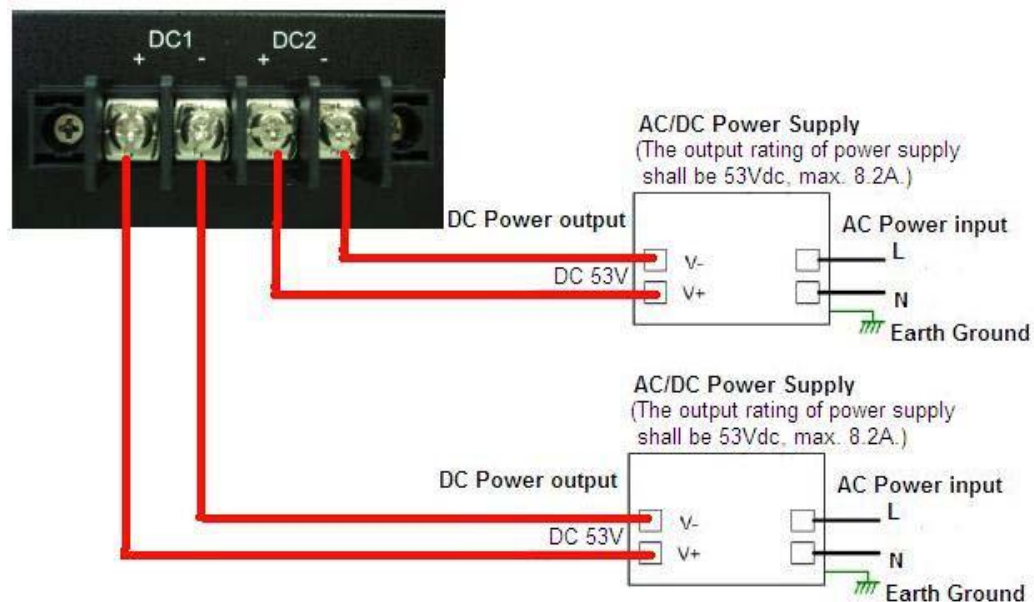 DC1 DC2
+ - + -
AC/DC Power Supply
(The output rating of power supply
shall be 53Vdc, max. 8.2A.)
DC Power output
AC Power input
V-
L
DC 53V
V+
N
Earth Ground
AC/DC Power Supply
(The output rating of power supply
shall be 53Vdc, max. 8.2A.)
DC Power output
AC Power input
V-
L
DC 53V
V+
N
Earth Ground